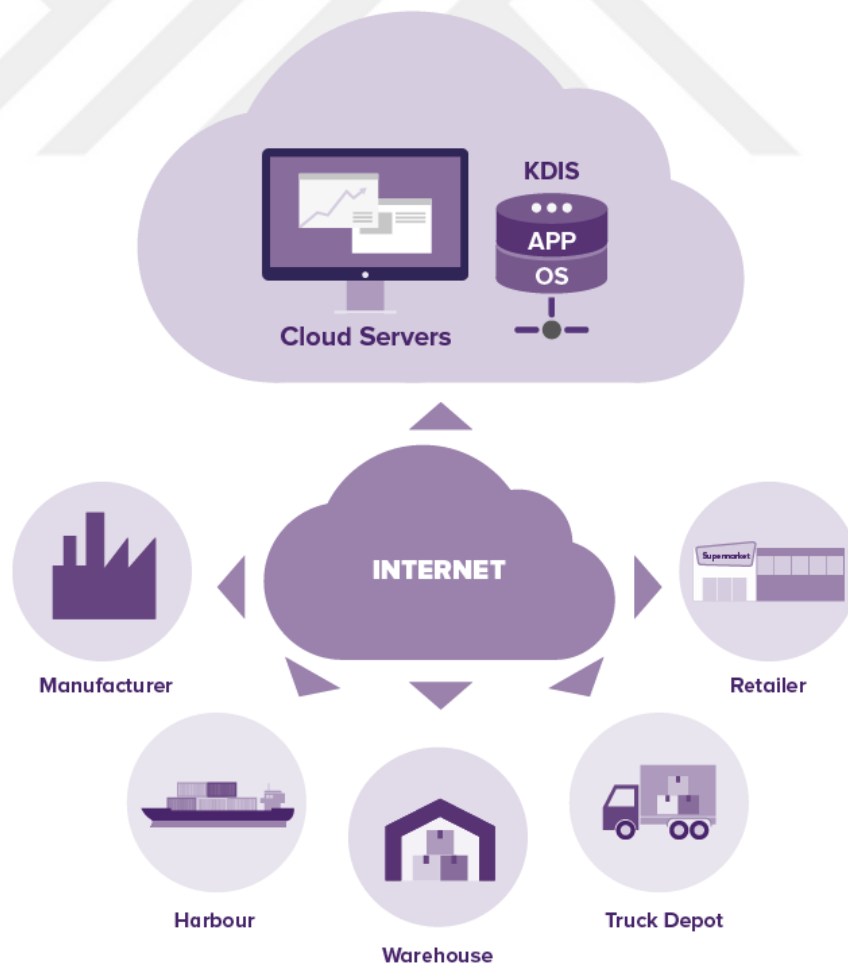 KDIS
APP
OS
Cloud Servers
INTERNET
Supermarket
Manufacturer
Retailer
Harbour
Truck Depot
Warehouse